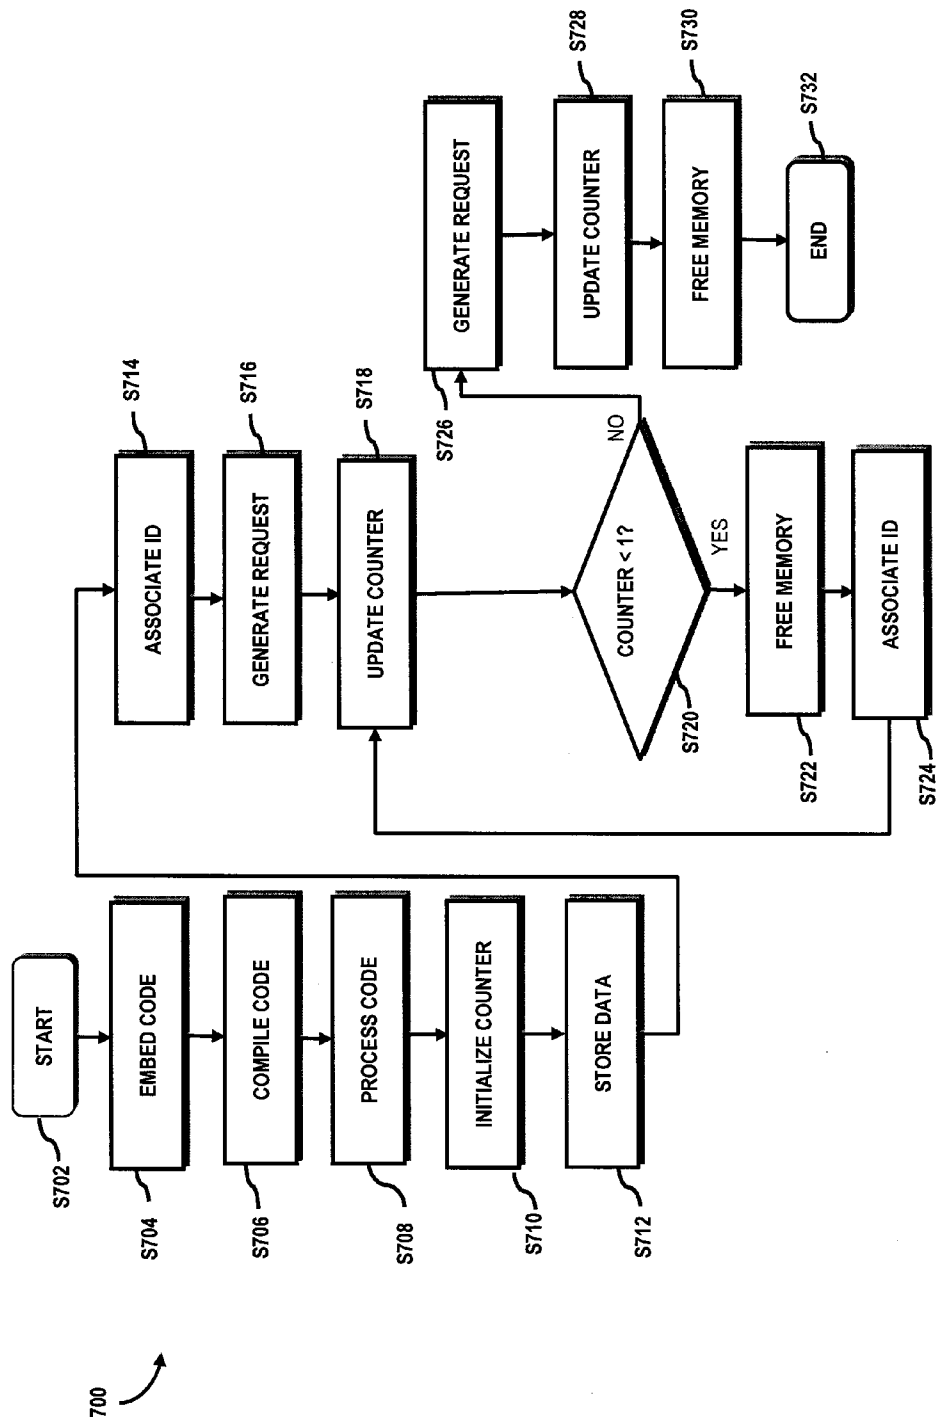 700
START
S702
EMBED CODE
S704
COMPILE CODE
S706
PROCESS CODE
S708
INITIALIZE COUNTER
S710
STORE DATA
S712
ASSOCIATE ID
S714
GENERATE REQUEST
S716
UPDATE COUNTER
S718
COUNTER < 1?
S720
YES
NO
FREE MEMORY
S722
ASSOCIATE ID
S724
GENERATE REQUEST
S726
UPDATE COUNTER
S728
FREE MEMORY
S730
END
S732